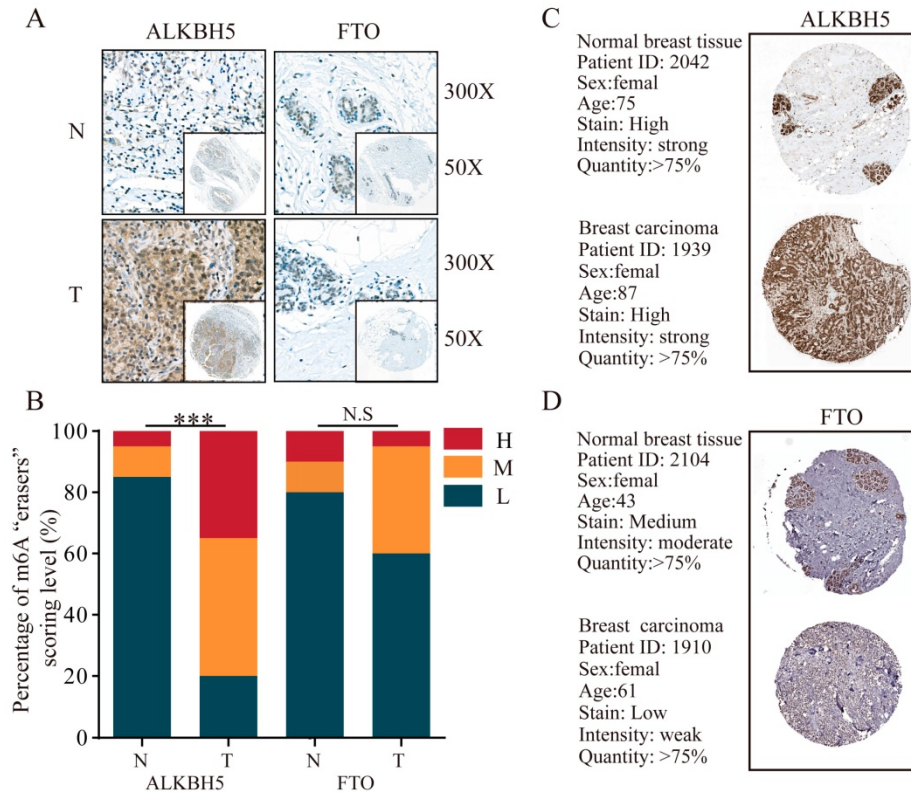 A
ALKBH5
FTO
N
300X
50X
T
300X
50X
B
***
N.S
100
80
60
40
20
0
Percentage of m6A “erasers”
scoring level (%)
H
M
L
N
T
N
T
ALKBH5
FTO
C
ALKBH5
Normal breast tissue
Patient ID: 2042
Sex:femal
Age:75
Stain: High
Intensity: strong
Quantity:>75%
Breast carcinoma
Patient ID: 1939
Sex:femal
Age:87
Stain: High
Intensity: strong
Quantity: >75%
D
FTO
Normal breast tissue
Patient ID: 2104
Sex:female
Age:43
Stain: Medium
Intensity: moderate
Quantity:>75%
Breast carcinoma
Patient ID: 1910
Sex:femal
Age:61
Stain: Low
Intensity: weak
Quantity: >75%